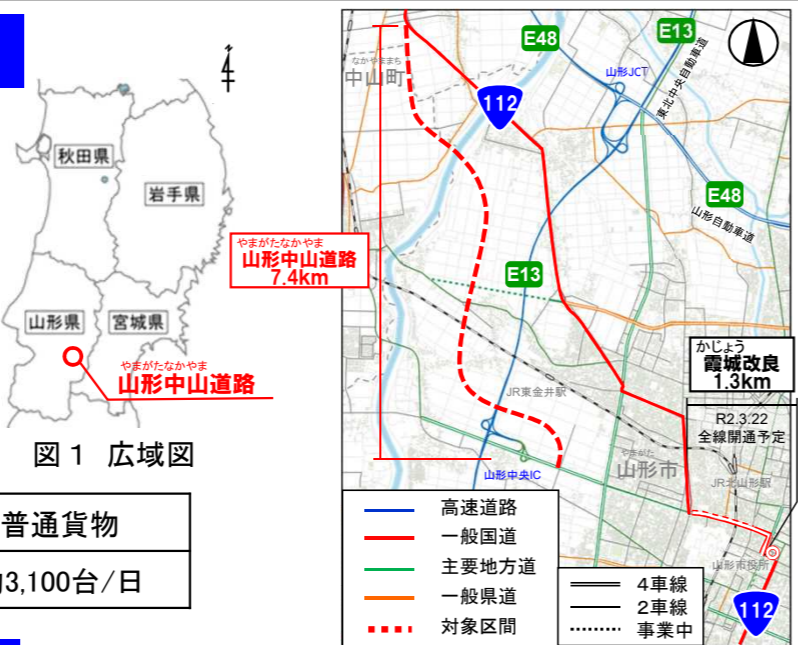 秋田県
岩手県
山形県
宮城県
やまがたなかやま
山形中山道路
図1 広域図
普通貨物
3,100台/日
やまがたなかやま
山形中山道路
7.4km
なかやままち
中山町
E48
E13
山形JCT
東北中央自動車道
112
E48
山形自動車道
E13
かじょう
霞城改良
1.3km
R2.3.22
全線開通予定
JR東金井駅
山形中央IC
やまがた
山形市
JR北山形駅
山形市役所
112
高速道路
一般国道
主要地方道
一般県道
対象区間
4車線
2車線
事業中